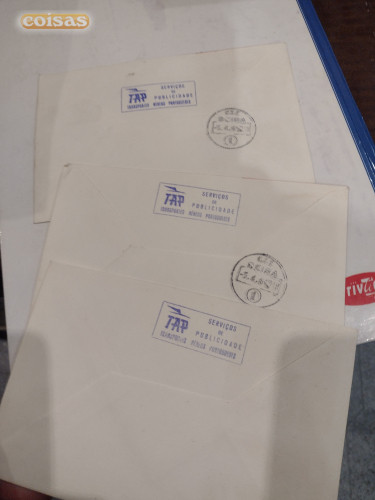 coisas
TAP
SERVIÇOS
DE
PUBLICIDADE
TRANSPORTES AÉREOS PORTUGUESES
TAP
SERVIÇOS
DE
PUBLICIDADE
TRANSPORTES AÉREOS PORTUGUESES
TAP
SERVIÇOS
DE
PUBLICIDADE
TRANSPORTES AÉREOS PORTUGUESES